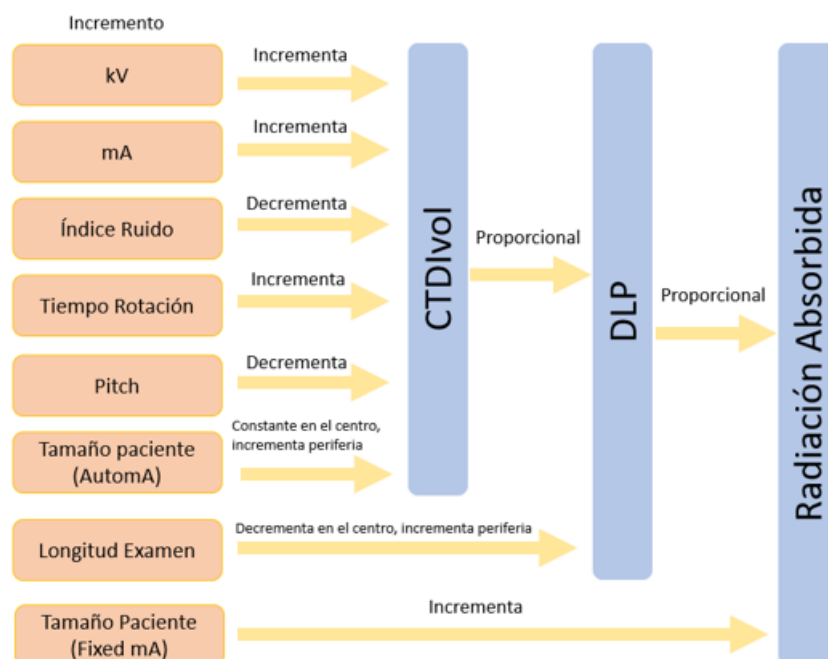 Incremento
kV
Incrementa
mA
Incrementa
Índice Ruido
Decrementa
Tiempo Rotación
Incrementa
Pitch
Decrementa
Tamaño paciente
(AutomA)
Constante en el centro,
incrementa periferia
Longitud Examen
Decrementa en el centro, incrementa periferia
Tamaño Paciente
(Fixed mA)
Incrementa
CTDIvol
Proporcional
DLP
Proporcional
Radiación Absorbida